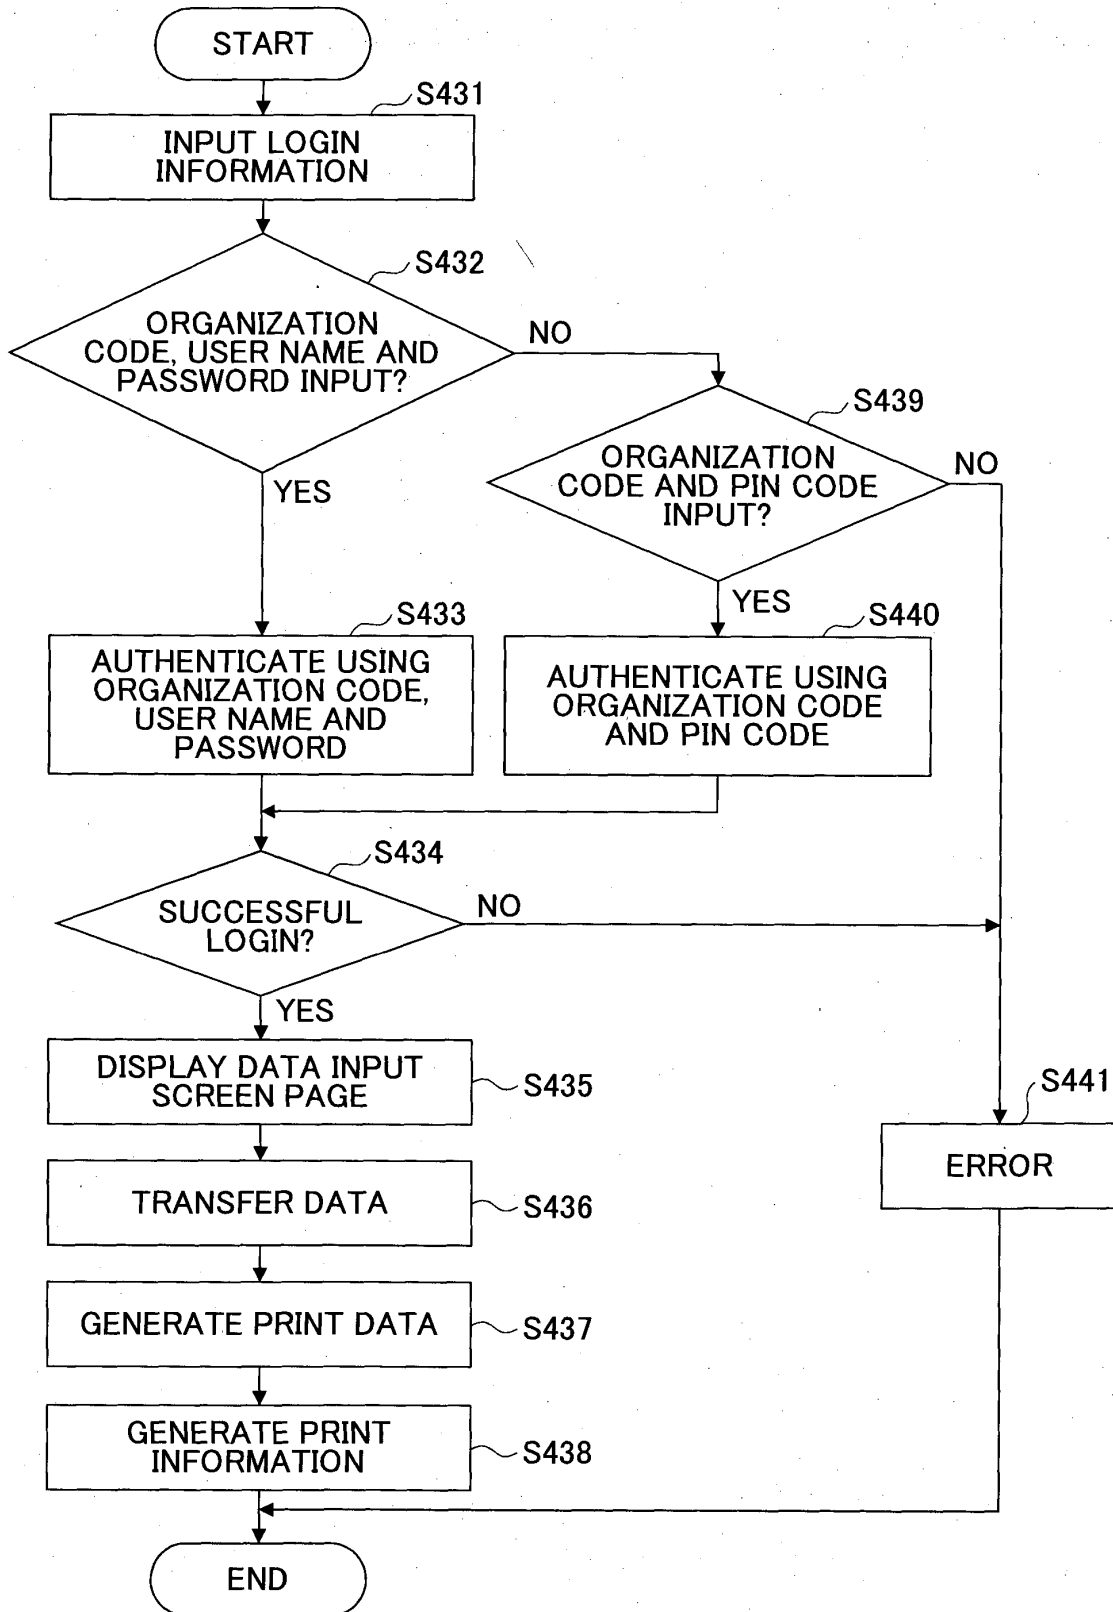 START
S431
INPUT LOGIN
INFORMATION
S432
ORGANIZATION
CODE, USER NAME AND
PASSWORD INPUT?
NO
YES
S439
ORGANIZATION
CODE AND PIN CODE
INPUT?
NO
YES
S433
AUTHENTICATE USING
ORGANIZATION CODE,
USER NAME AND
PASSWORD
S440
AUTHENTICATE USING
ORGANIZATION CODE
AND PIN CODE
S434
SUCCESSFUL
LOGIN?
NO
YES
DISPLAY DATA INPUT
SCREEN PAGE
S435
S441
ERROR
TRANSFER DATA
S436
GENERATE PRINT DATA
S437
GENERATE PRINT
INFORMATION
S438
END